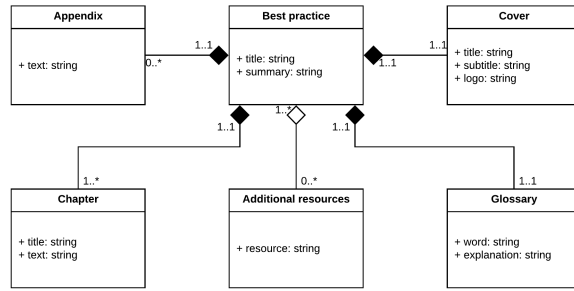 Appendix
+ text: string
Best practice
+ title: string
+ summary: string
Cover
+ title: string
+ subtitle: string
+ logo: string
1..1
0..*
1..1
1..1
1..1
1..*
1..1
1..*
0..*
1..1
Chapter
+ title: string
+ text: string
Additional resources
+ resource: string
Glossary
+ word: string
+ explanation: string